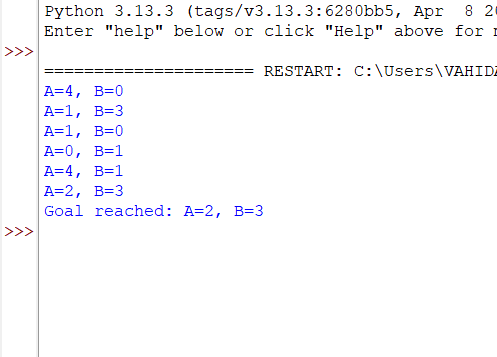 Python 3.13.3 (tags/v3.13.3:6280bb5, Apr  8
Enter "help" below or click "Help" above for
>>>
===================== RESTART: C:\Users\VAHID
A=4, B=0
A=1, B=3
A=1, B=0
A=0, B=1
A=4, B=1
A=2, B=3
Goal reached: A=2, B=3
>>>